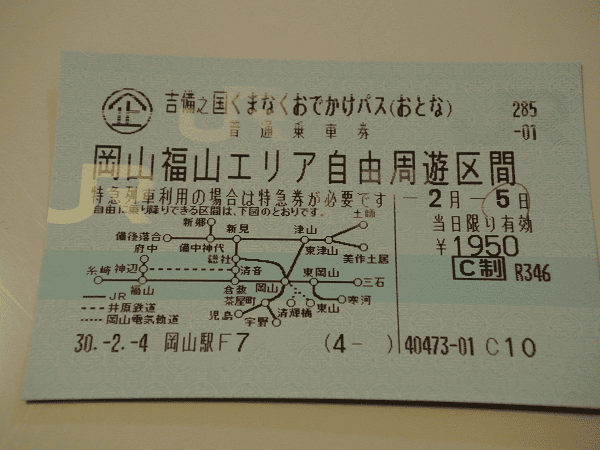 企 吉備之国くまなくおでかけパス(おとな) 285
普通乗車券 -01
岡山福山エリア自由周遊区間
特急列車利用の場合は特急券が必要です -2月-5日
自由に乗り降りできる区間は、下図のとおりです。 当日限り有効
¥1950
C制 R346
新郷 新見 津山 土師
備後落合 備中神代 東津山 美作土居
府中 総社
糸崎 神辺 清音 岡山 東岡山 三石
福山 倉敷 茶屋町 寒河
児島 宇野 清輝橋 東山
JR
井原鉄道
岡山電気軌道
30.-2.-4 岡山駅F7 (4- ) 40473-01 C10
JR